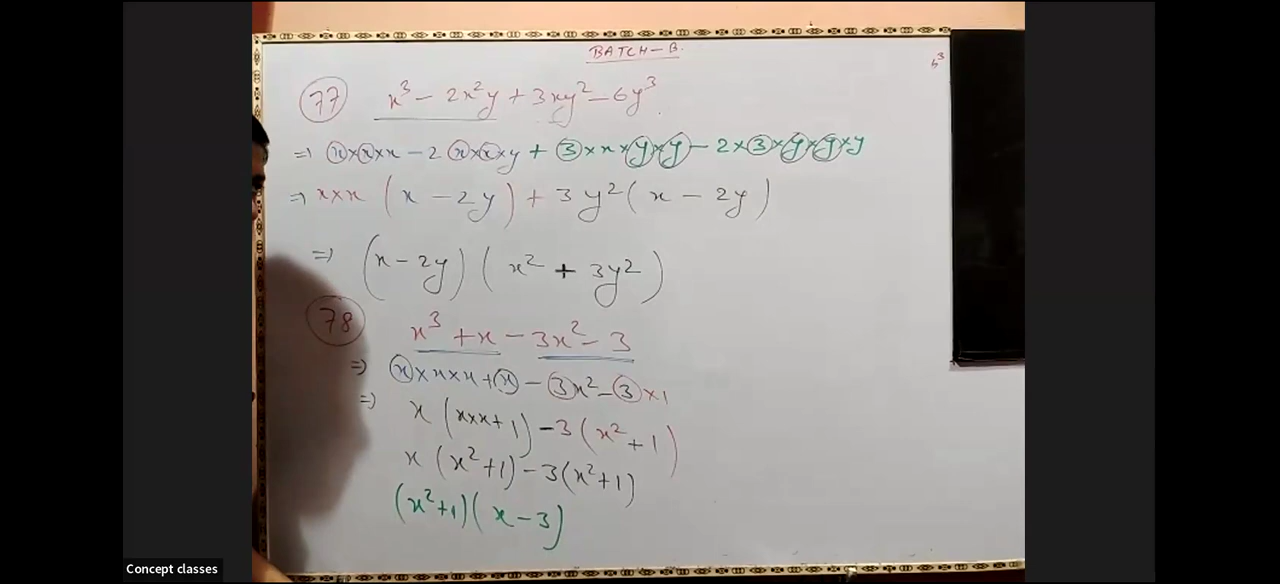 BATCH-B.
b³
77 x³ - 2x²y + 3xy² - 6y³
⇒ x×x×x - 2 x×x×y + 3×x×y×y - 2×3×y×y×y
⇒ x×x (x - 2y) + 3y² (x - 2y)
⇒ (x - 2y) (x² + 3y²)
78 x³ + x - 3x² - 3
⇒ x×x×x + x - 3x² - 3×1
⇒ x (x×x + 1) - 3 (x² + 1)
x (x² + 1) - 3 (x² + 1)
(x² + 1) (x - 3)
Concept classes